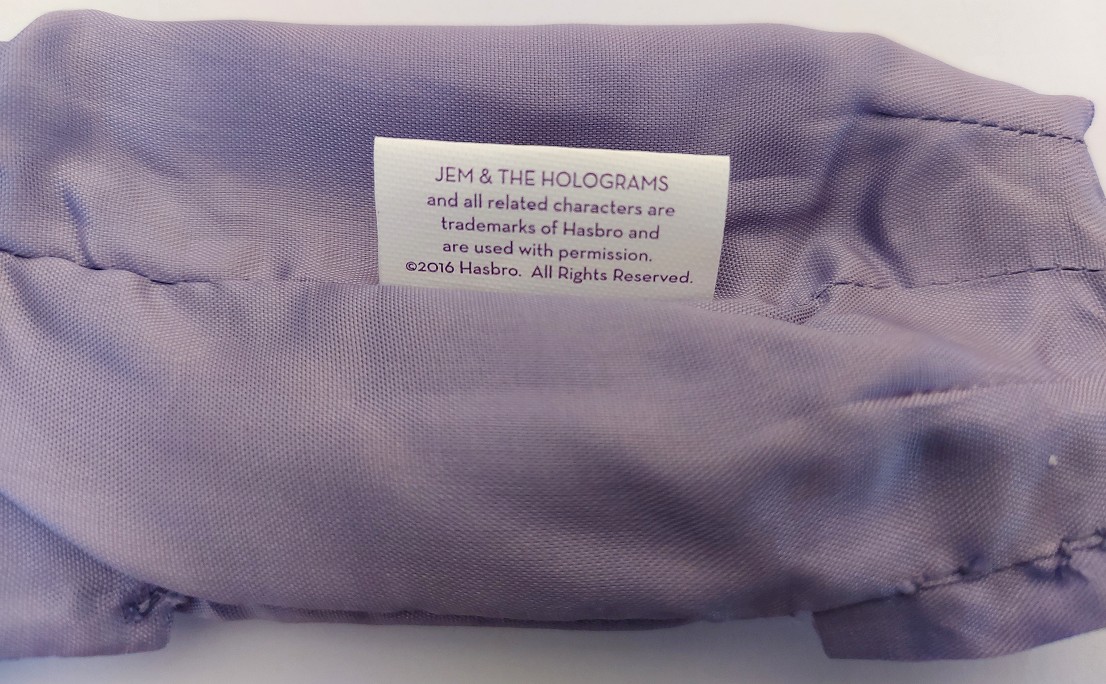 JEM & THE HOLOGRAMS
and all related characters are
trademarks of Hasbro and
are used with permission.
©2016 Hasbro. All Rights Reserved.